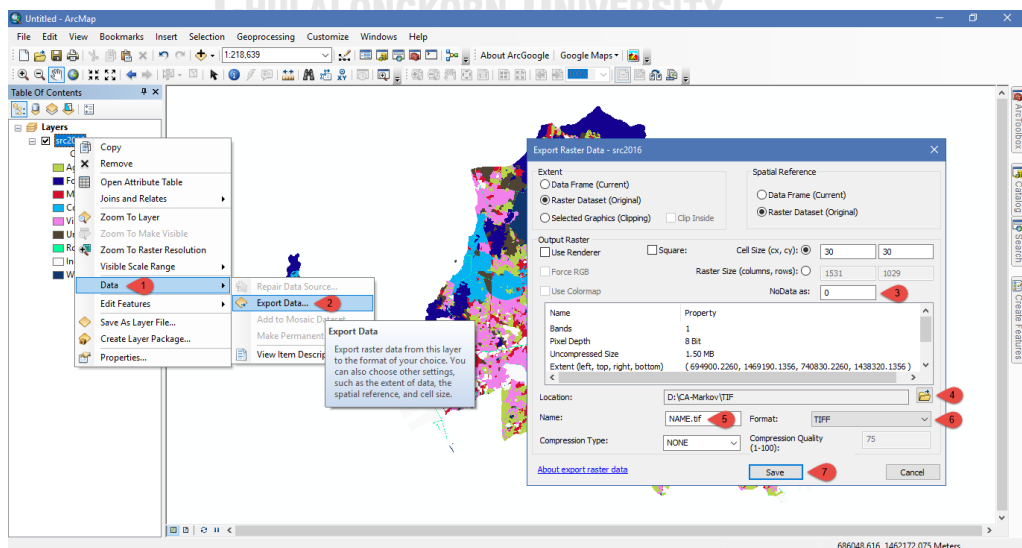 CHULALONGKORN UNIVERSITY
Untitled - ArcMap
File Edit View Bookmarks Insert Selection Geoprocessing Customize Windows Help
1:218,639
About ArcGoogle Google Maps
Table Of Contents
Layers
Copy
Remove
Open Attribute Table
Joins and Relates
Zoom To Layer
Zoom To Make Visible
Zoom To Raster Resolution
Visible Scale Range
Data 1
Edit Features
Save As Layer File...
Create Layer Package...
Properties...
Repair Data Source...
Export Data... 2
Add to Mosaic Dataset
Make Permanent
View Item Descrip
Export Data
Export raster data from this layer
to the format of your choice. You
can also choose other settings,
such as the extent of data, the
spatial reference, and cell size.
Export Raster Data - src2016
Extent
Data Frame (Current)
Raster Dataset (Original)
Selected Graphics (Clipping) Clip Inside
Spatial Reference
Data Frame (Current)
Raster Dataset (Original)
Output Raster
Use Renderer Square: Cell Size (cx, cy): 30 30
Force RGB Raster Size (columns, rows): 1531 1029
Use Colormap NoData as: 0 3
Name Property
Bands 1
Pixel Depth 8 Bit
Uncompressed Size 1.50 MB
Extent (left, top, right, bottom) ( 694900.2260, 1469190.1356, 740830.2260, 1438320.1356 )
Location: D:\CA-Markov\TIF 4
Name: NAME.tif 5 Format: TIFF 6
Compression Type: NONE Compression Quality (1-100): 75
About export raster data Save 7 Cancel
ArcToolbox
Catalog
Search
Create Features
686048.616 1462172.075 Meters